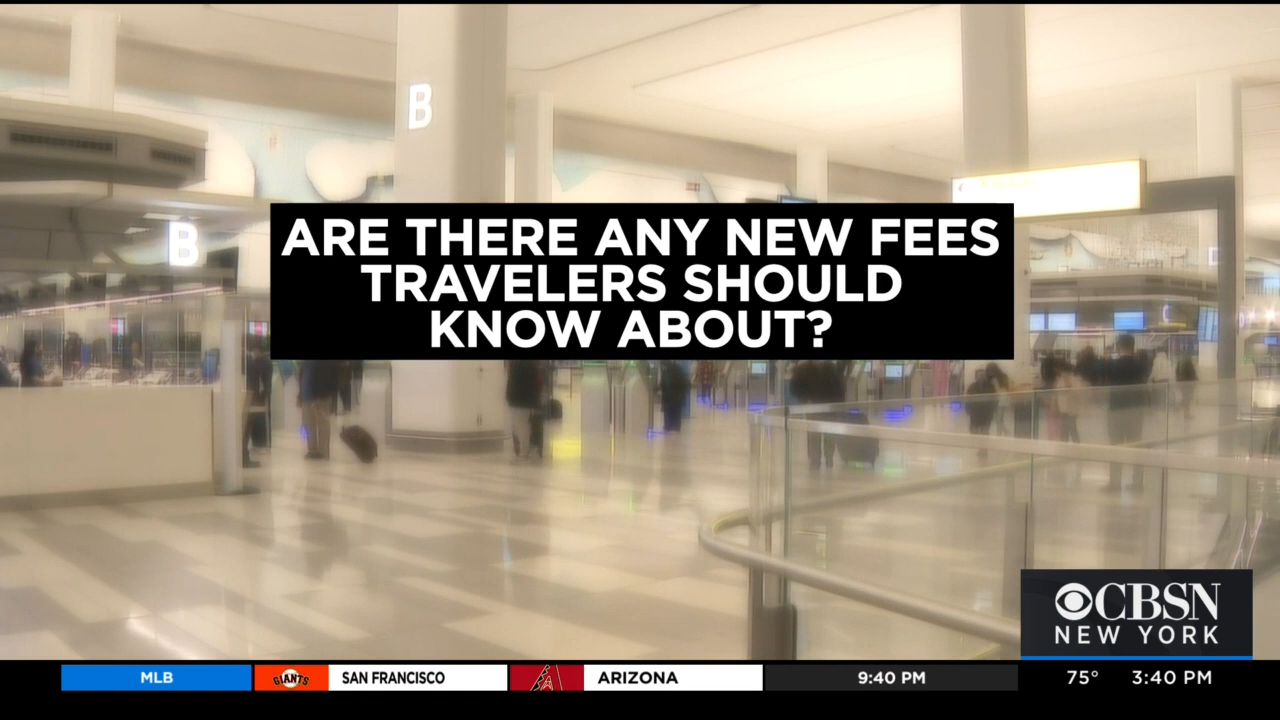 B
B
ARE THERE ANY NEW FEES
TRAVELERS SHOULD
KNOW ABOUT?
CBSN
NEW YORK
MLB
GIANTS
SAN FRANCISCO
A
ARIZONA
9:40 PM
75°
3:40 PM